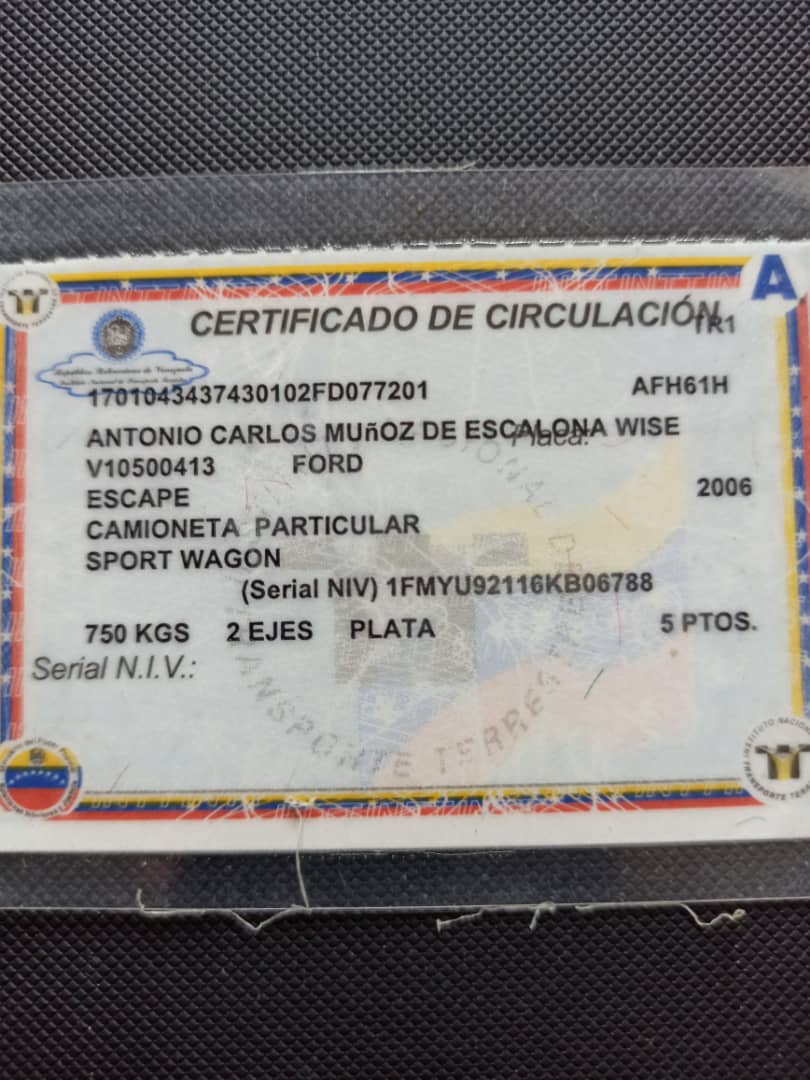 A
CERTIFICADO DE CIRCULACIÓN
TR1
República Bolivariana de Venezuela
Instituto Nacional de Transporte Terrestre
1701043437430102FD077201 AFH61H
Placa:
ANTONIO CARLOS MUñOZ DE ESCALONA WISE
V10500413 FORD
ESCAPE 2006
CAMIONETA PARTICULAR
SPORT WAGON
(Serial NIV) 1FMYU92116KB06788
750 KGS 2 EJES PLATA 5 PTOS.
Serial N.I.V.:
TRANSPORTE TERRESTRE